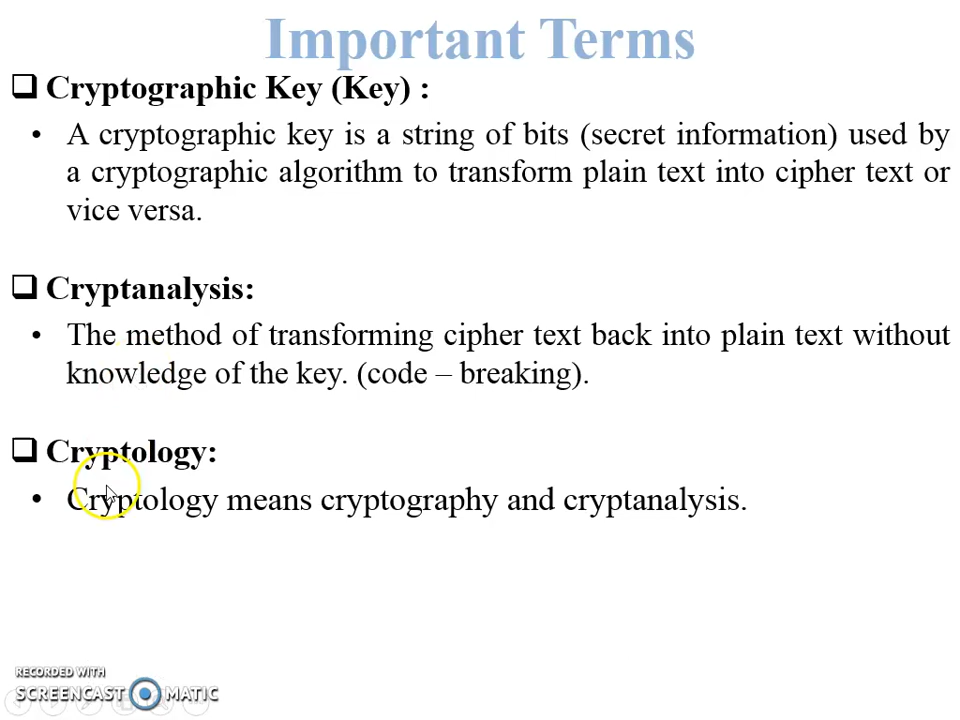 Important Terms
❑ Cryptographic Key (Key) :
• A cryptographic key is a string of bits (secret information) used by
a cryptographic algorithm to transform plain text into cipher text or
vice versa.
❑ Cryptanalysis:
• The method of transforming cipher text back into plain text without
knowledge of the key. (code – breaking).
❑ Cryptology:
• Cryptology means cryptography and cryptanalysis.
RECORDED WITH
SCREENCAST MATIC